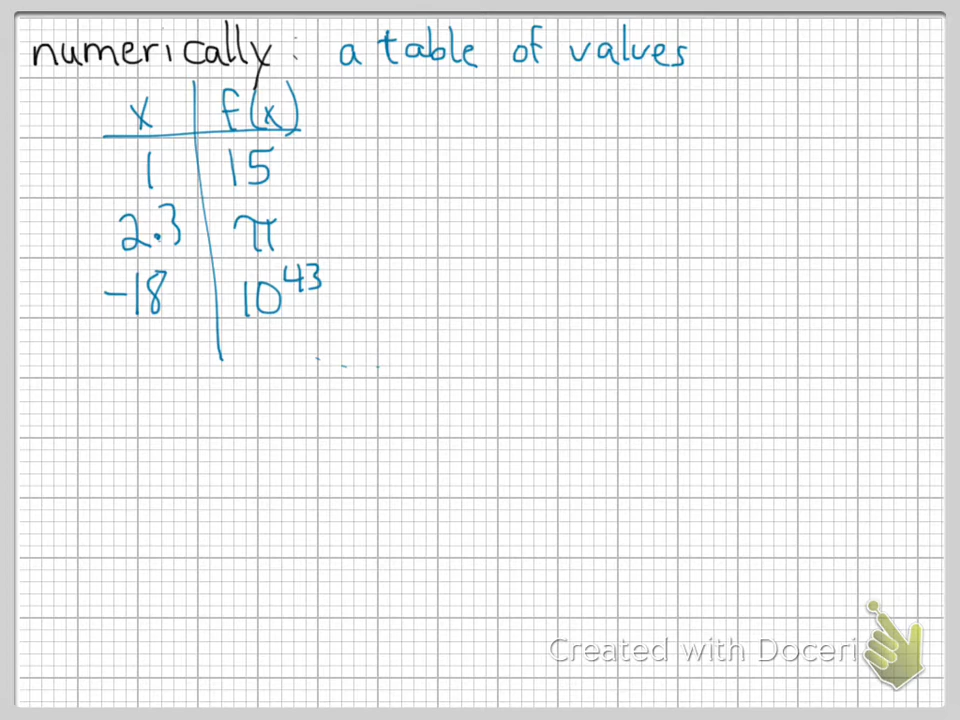 numerically: a table of values
x f(x)
1 15
2.3 π
-18 10^43
Created with Doceri